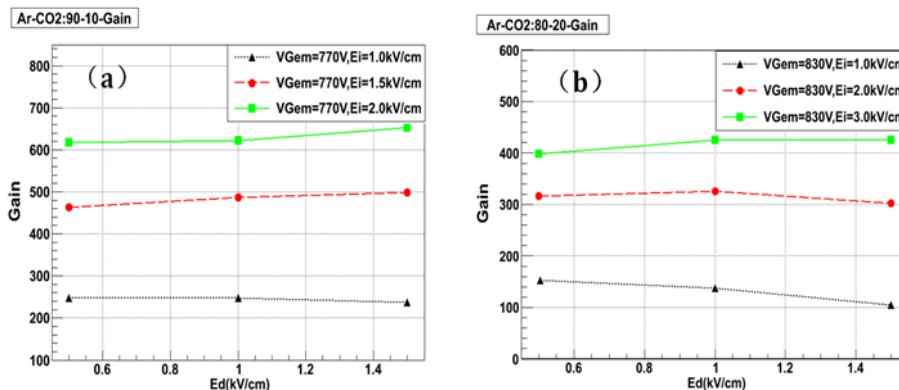 Ar-CO2:90-10-Gain
(a)
VGem=770V,Ei=1.0kV/cm
VGem=770V,Ei=1.5kV/cm
VGem=770V,Ei=2.0kV/cm
Gain
800
700
600
500
400
300
200
100
0.6
0.8
1
1.2
1.4
Ed(kV/cm)
Ar-CO2:80-20-Gain
(b)
VGem=830V,Ei=1.0kV/cm
VGem=830V,Ei=2.0kV/cm
VGem=830V,Ei=3.0kV/cm
Gain
600
500
400
300
200
100
0
0.6
0.8
1
1.2
1.4
Ed(kV/cm)